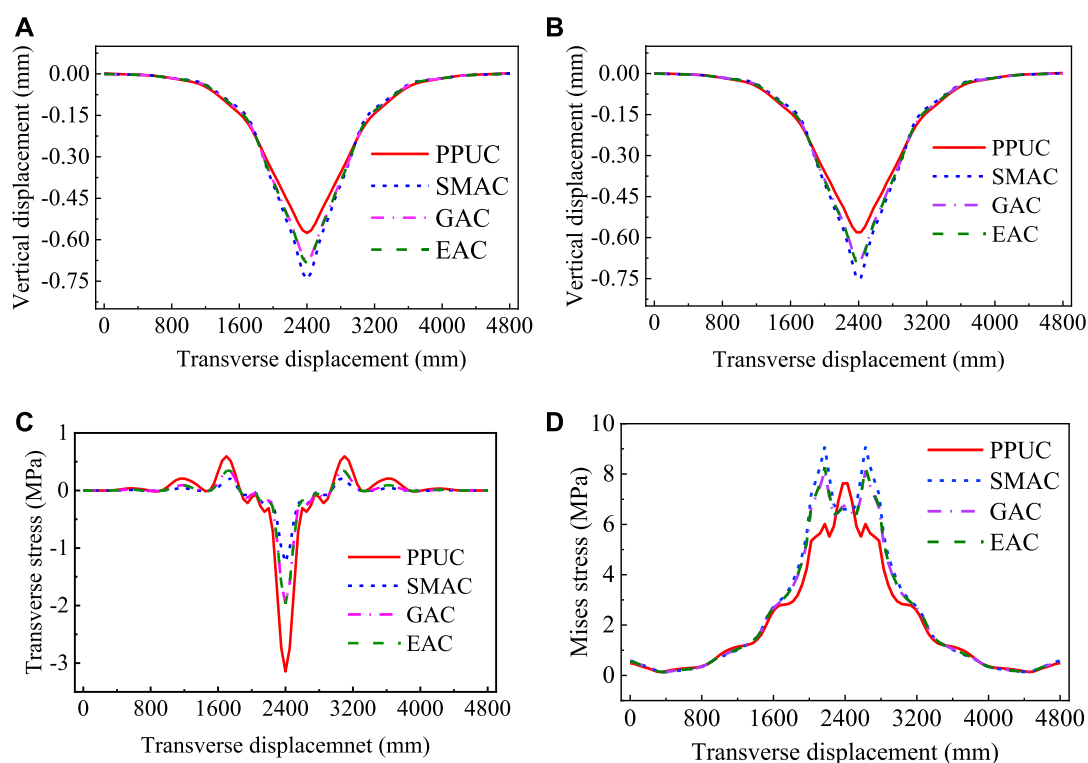 A
Vertical displacement (mm)
0.00
-0.15
-0.30
-0.45
-0.60
-0.75
PPUC
SMAC
GAC
EAC
0 800 1600 2400 3200 4000 4800
Transverse displacement (mm)
B
Vertical displacement (mm)
0.00
-0.15
-0.30
-0.45
-0.60
-0.75
PPUC
SMAC
GAC
EAC
0 800 1600 2400 3200 4000 4800
Transverse displacement (mm)
C
Transverse stress (MPa)
1
0
-1
-2
-3
PPUC
SMAC
GAC
EAC
0 800 1600 2400 3200 4000 4800
Transverse displacemnet (mm)
D
Mises stress (MPa)
10
8
6
4
2
0
PPUC
SMAC
GAC
EAC
0 800 1600 2400 3200 4000 4800
Transverse displacement (mm)